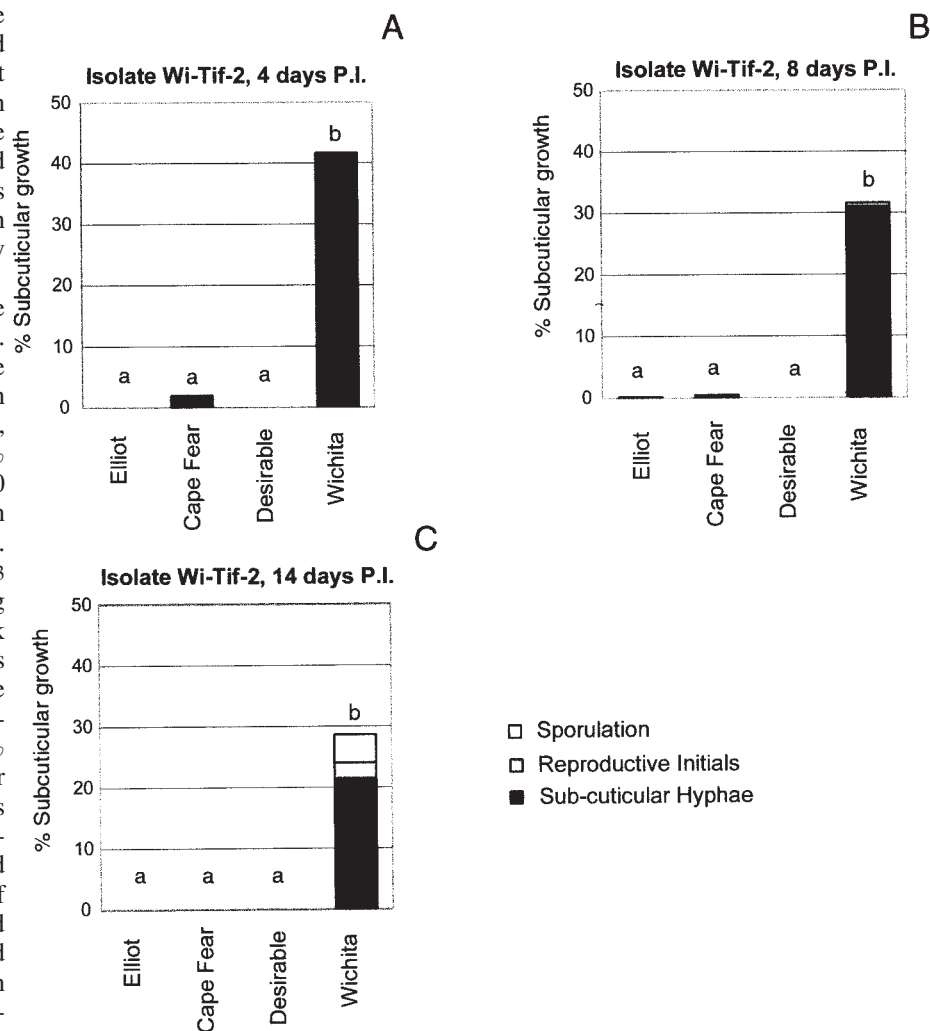 A
Isolate Wi-Tif-2, 4 days P.I.
% Subcuticular growth
50
40
30
20
10
0
a
a
a
b
Elliot
Cape Fear
Desirable
Wichita
B
Isolate Wi-Tif-2, 8 days P.I.
% Subcuticular growth
50
40
30
20
10
0
a
a
a
b
Elliot
Cape Fear
Desirable
Wichita
C
Isolate Wi-Tif-2, 14 days P.I.
% Subcuticular growth
50
40
30
20
10
0
a
a
a
b
Elliot
Cape Fear
Desirable
Wichita
Sporulation
Reproductive Initials
Sub-cuticular Hyphae